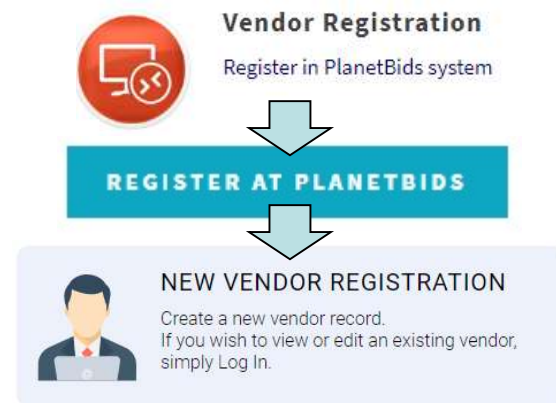 Vendor Registration
Register in PlanetBids system
REGISTER AT PLANETBIDS
NEW VENDOR REGISTRATION
Create a new vendor record.
If you wish to view or edit an existing vendor,
simply Log In.